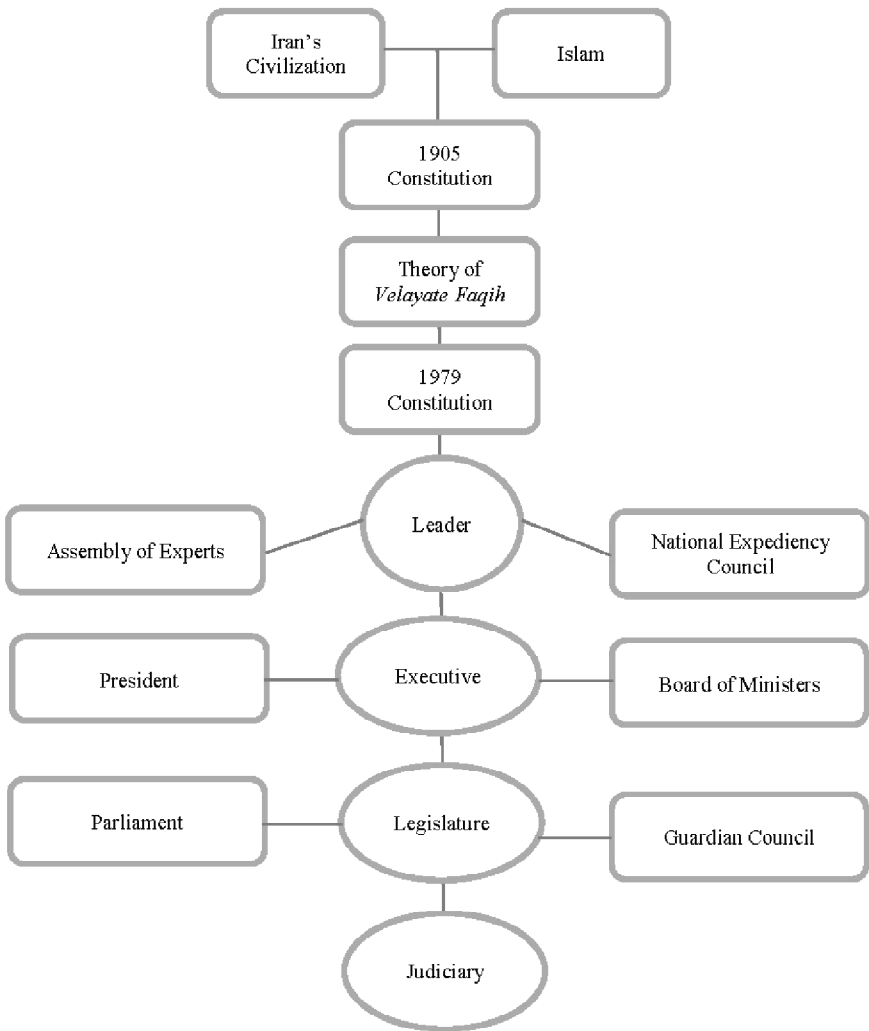 Iran's
Civilization
Islam
1905
Constitution
Theory of
Velayate Faqih
1979
Constitution
Leader
Assembly of Experts
National Expediency
Council
President
Executive
Board of Ministers
Parliament
Legislature
Guardian Council
Judiciary